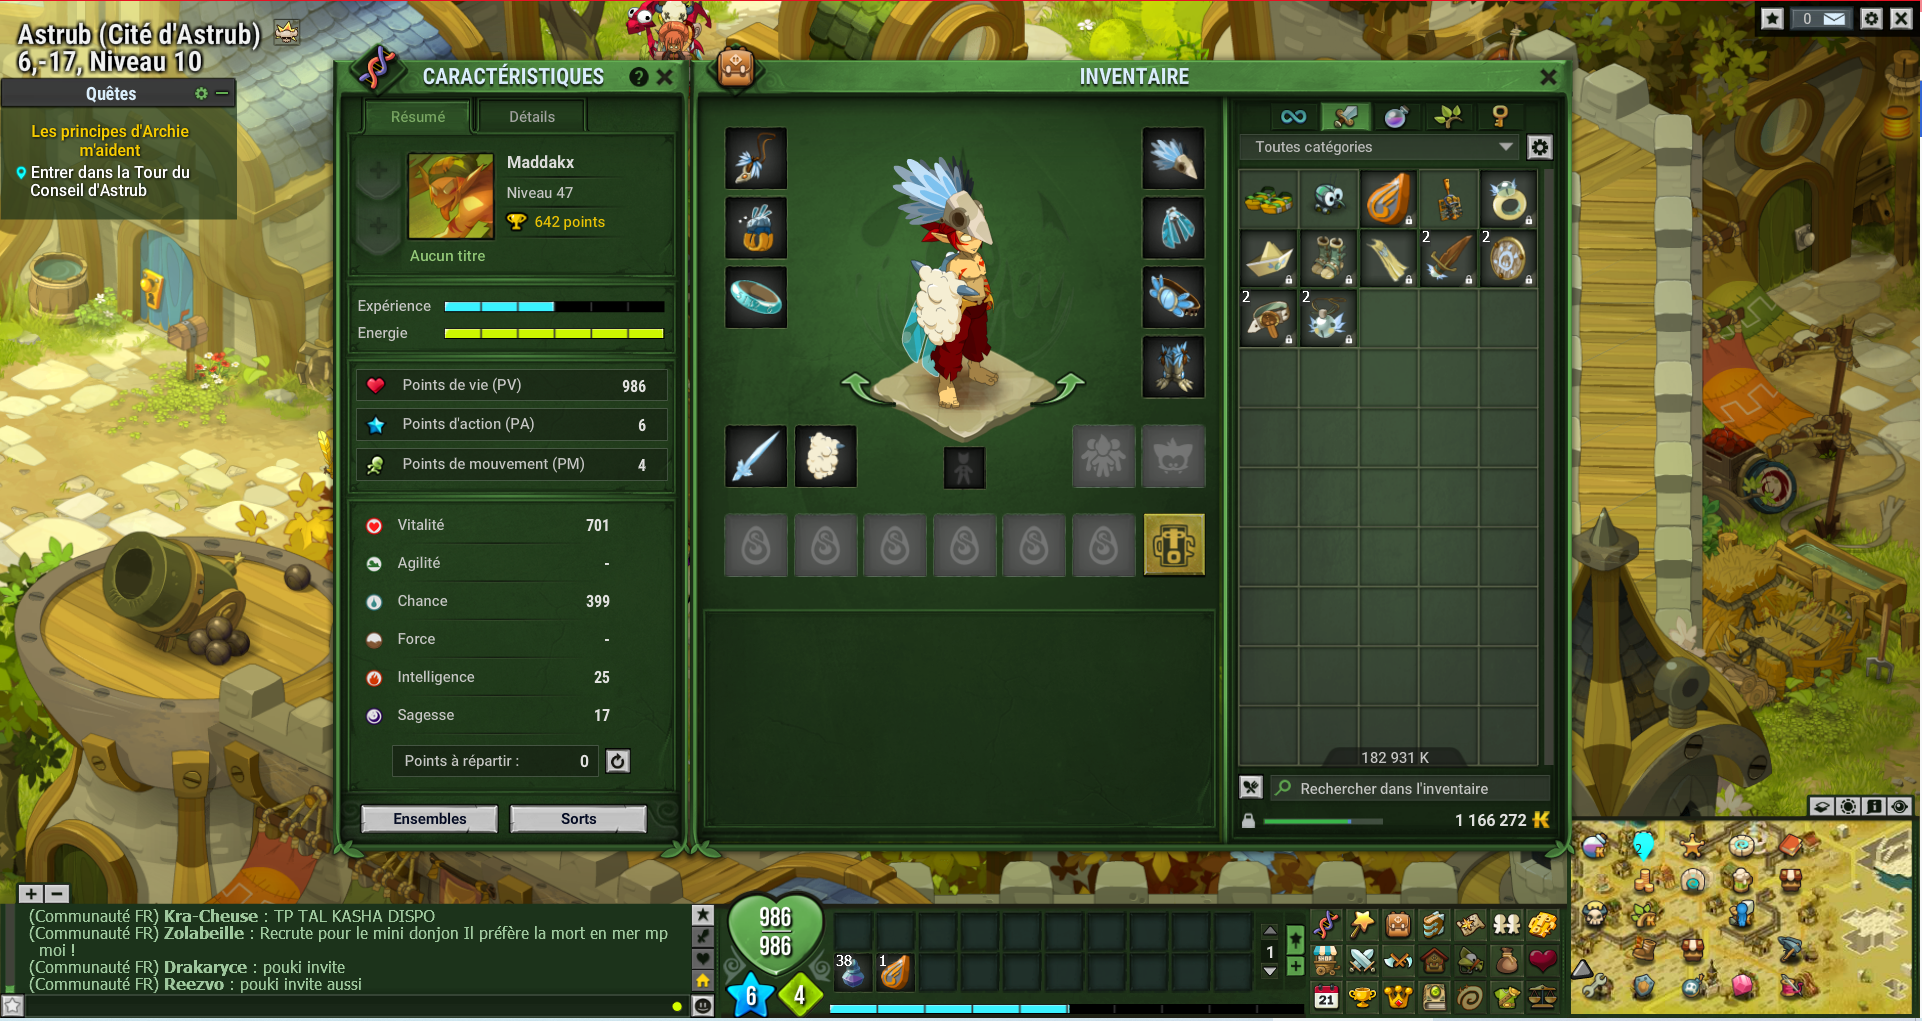 Astrub (Cité d'Astrub)
6,-17, Niveau 10
Quêtes
Les principes d'Archie
m'aident
Entrer dans la Tour du
Conseil d'Astrub
CARACTÉRISTIQUES
Résumé
Détails
Maddakx
Niveau 47
642 points
Aucun titre
Expérience
Energie
Points de vie (PV) 986
Points d'action (PA) 6
Points de mouvement (PM) 4
Vitalité 701
Agilité -
Chance 399
Force -
Intelligence 25
Sagesse 17
Points à répartir : 0
Ensembles
Sorts
INVENTAIRE
Toutes catégories
2
2
2
2
182 931 K
Rechercher dans l'inventaire
1 166 272
0
(Communauté FR) Kra-Cheuse : TP TAL KASHA DISPO
(Communauté FR) Zolabeille : Recrute pour le mini donjon Il préfère la mort en mer mp
moi !
(Communauté FR) Drakaryce : pouki invite
(Communauté FR) Reezvo : pouki invite aussi
986
986
6
4
38
1
1
SHOP
21
2